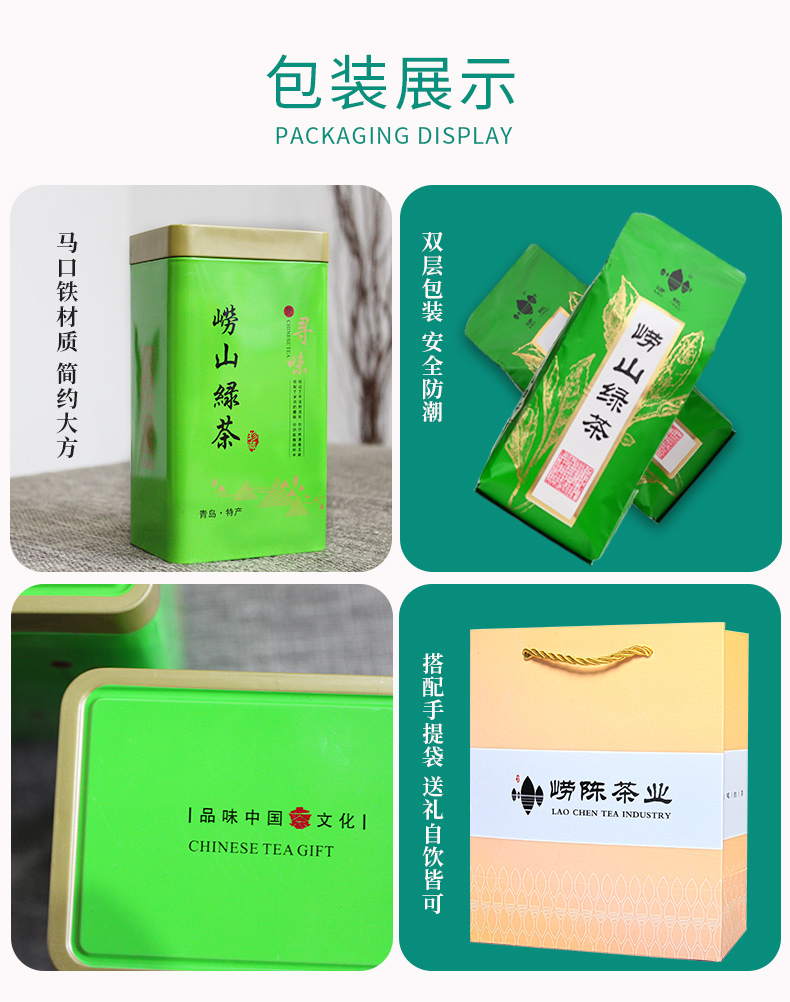 包装展示
PACKAGING DISPLAY
马口铁材质 简约大方
崂山绿茶
寻味
CHINESE TEA
青岛·特产
双层包装 安全防潮
崂山绿茶
品味中国茶文化
CHINESE TEA GIFT
搭配手提袋 送礼自饮皆可
崂陈茶业
LAO CHEN TEA INDUSTRY